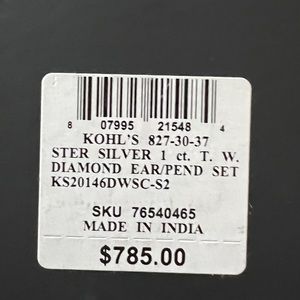 8 07995 21548 4
KOHL'S 827-30-37
STER SILVER 1 ct. T. W.
DIAMOND EAR/PEND SET
KS20146DWSC-S2
SKU 76540465
MADE IN INDIA
$785.00